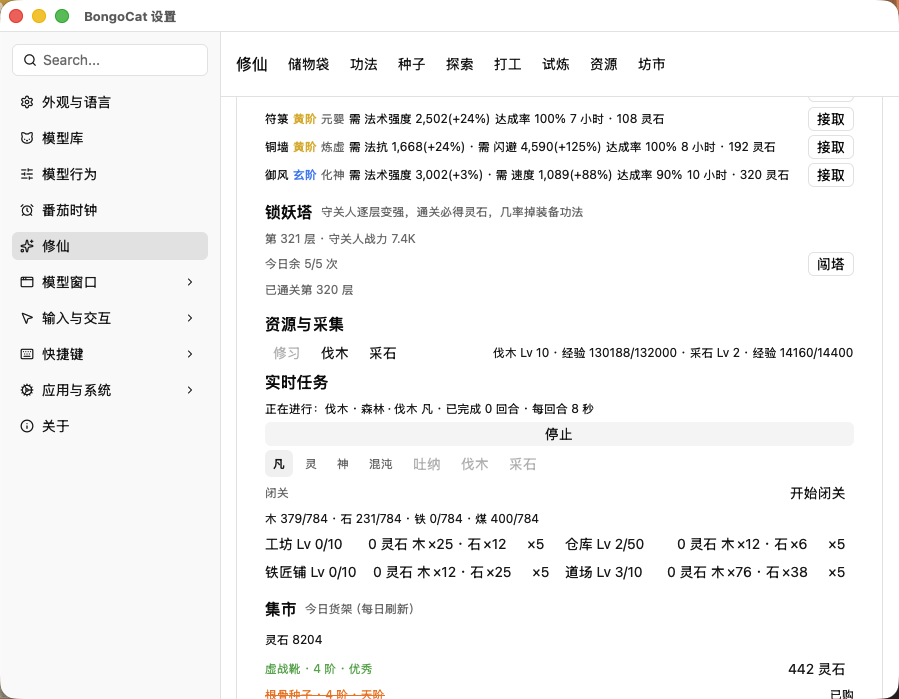 BongoCat 设置
Search...
外观与语言
模型库
模型行为
番茄时钟
修仙
模型窗口
输入与交互
快捷键
应用与系统
关于
修仙 储物袋 功法 种子 探索 打工 试炼 资源 坊市
符箓 黄阶 元婴 需 法术强度 2,502(+24%) 达成率 100% 7 小时 · 108 灵石 接取
铜墙 黄阶 炼虚 需 法抗 1,668(+24%) · 需 闪避 4,590(+125%) 达成率 100% 8 小时 · 192 灵石 接取
御风 玄阶 化神 需 法术强度 3,002(+3%) · 需 速度 1,089(+88%) 达成率 90% 10 小时 · 320 灵石 接取
锁妖塔 守关人逐层变强，通关必得灵石，几率掉装备功法
第 321 层 · 守关人战力 7.4K
今日余 5/5 次 闯塔
已通关第 320 层
资源与采集
修习 伐木 采石 伐木 Lv 10 · 经验 130188/132000 · 采石 Lv 2 · 经验 14160/14400
实时任务
正在进行：伐木 · 森林 · 伐木 凡 · 已完成 0 回合 · 每回合 8 秒
停止
凡 灵 神 混沌 吐纳 伐木 采石
闭关 开始闭关
木 379/784 · 石 231/784 · 铁 0/784 · 煤 400/784
工坊 Lv 0/10 0 灵石 木×25 · 石×12 ×5 仓库 Lv 2/50 0 灵石 木×12 · 石×6 ×5
铁匠铺 Lv 0/10 0 灵石 木×12 · 石×25 ×5 道场 Lv 3/10 0 灵石 木×76 · 石×38 ×5
集市 今日货架 (每日刷新)
灵石 8204
虚战靴 · 4 阶 · 优秀 442 灵石
根骨种子 · 4 阶 · 天阶 已购